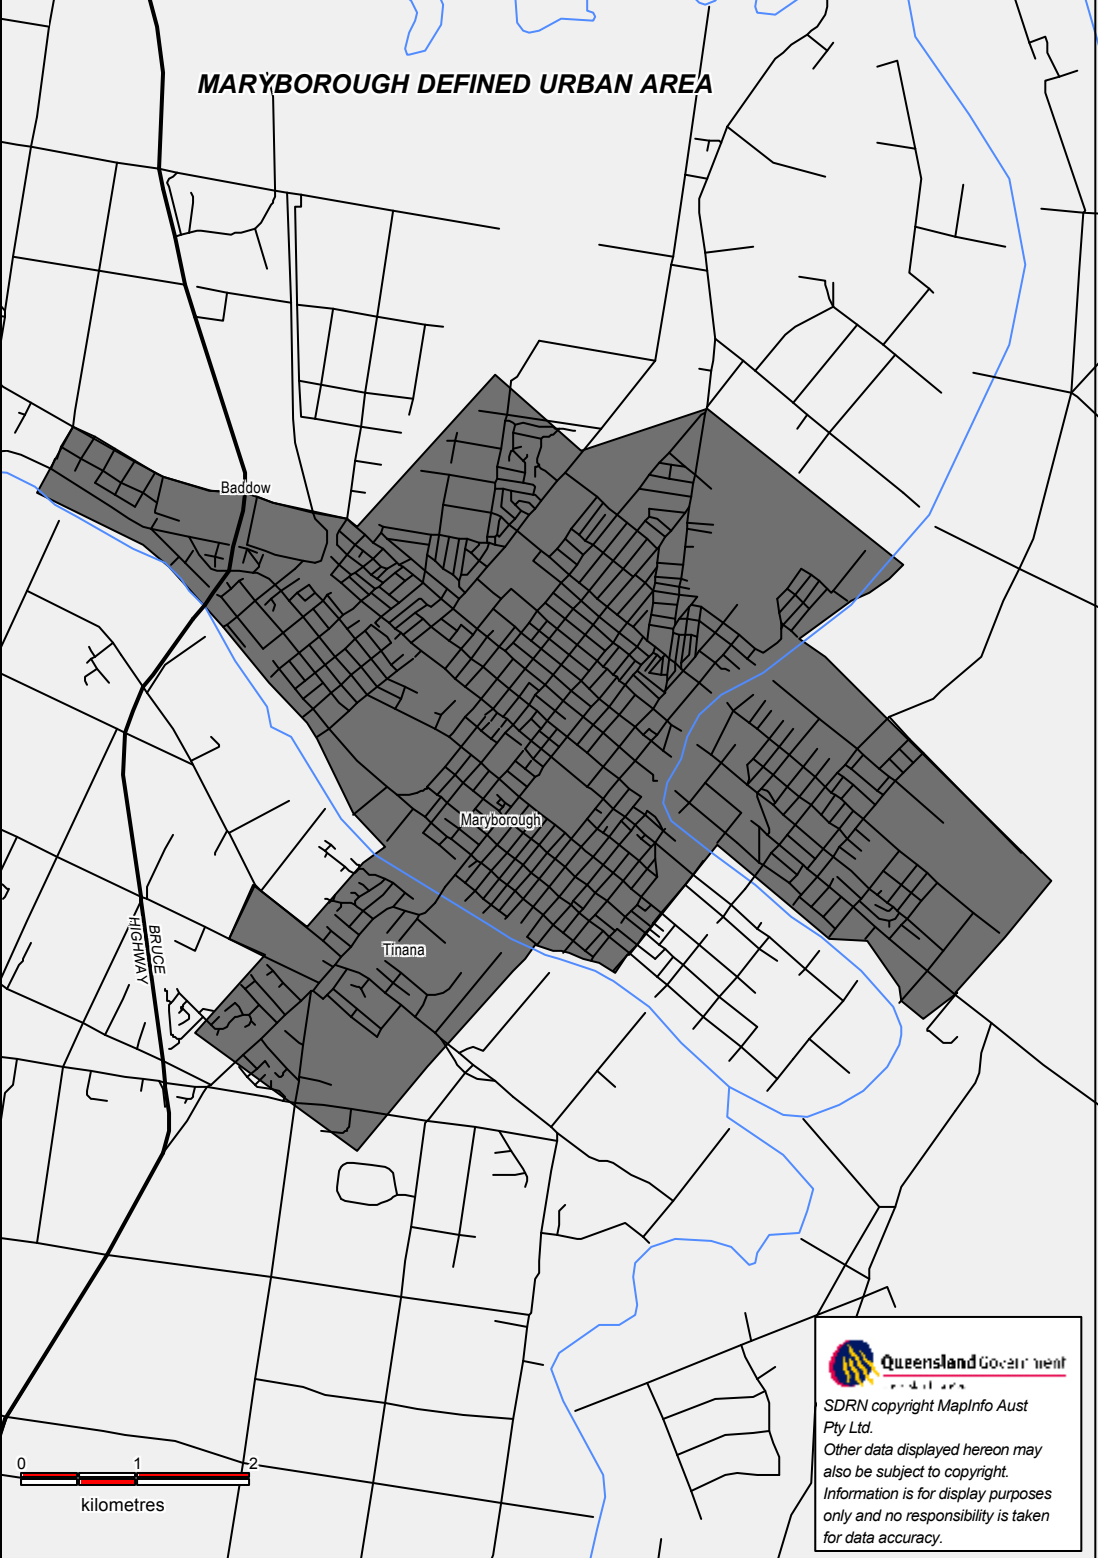 MARYBOROUGH DEFINED URBAN AREA
Baddow
Maryborough
Tinana
BRUCE
HIGHWAY
0 1 2
kilometres
Queensland Government
SDRN copyright MapInfo Aust
Pty Ltd.
Other data displayed hereon may
also be subject to copyright.
Information is for display purposes
only and no responsibility is taken
for data accuracy.